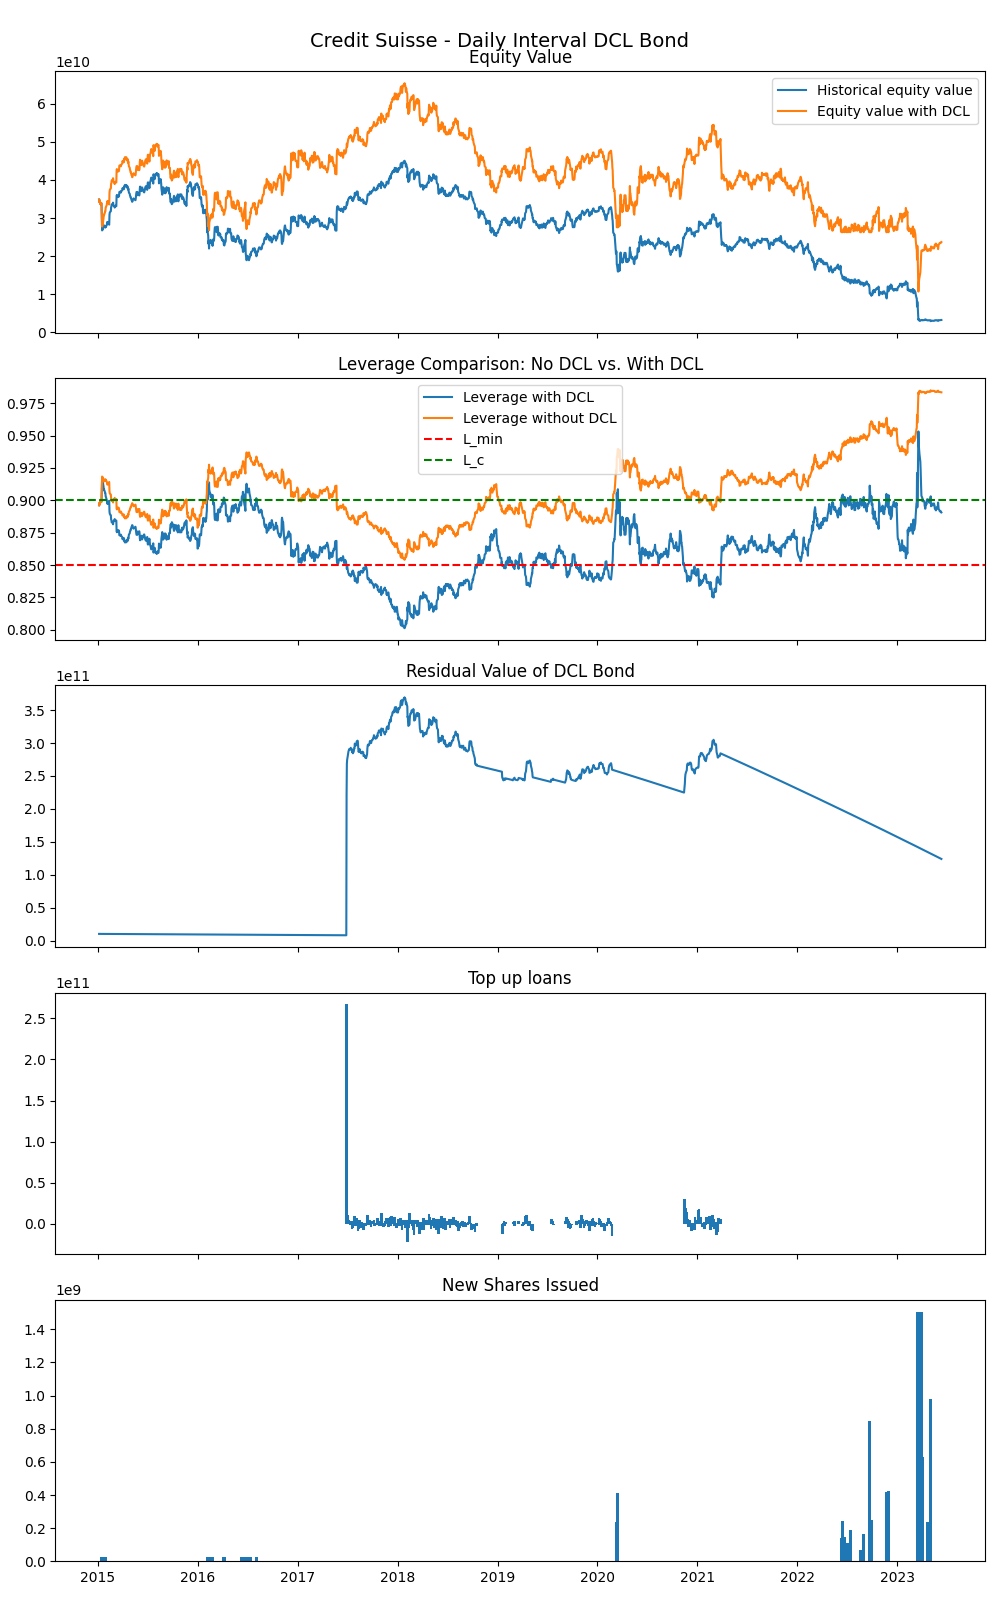 Credit Suisse - Daily Interval DCL Bond
Equity Value
1e10
Historical equity value
Equity value with DCL
6
5
4
3
2
1
0
Leverage Comparison: No DCL vs. With DCL
Leverage with DCL
Leverage without DCL
L_min
L_c
0.975
0.950
0.925
0.900
0.875
0.850
0.825
0.800
Residual Value of DCL Bond
1e11
3.5
3.0
2.5
2.0
1.5
1.0
0.5
0.0
Top up loans
1e11
2.5
2.0
1.5
1.0
0.5
0.0
New Shares Issued
1e9
1.4
1.2
1.0
0.8
0.6
0.4
0.2
0.0
2015 2016 2017 2018 2019 2020 2021 2022 2023